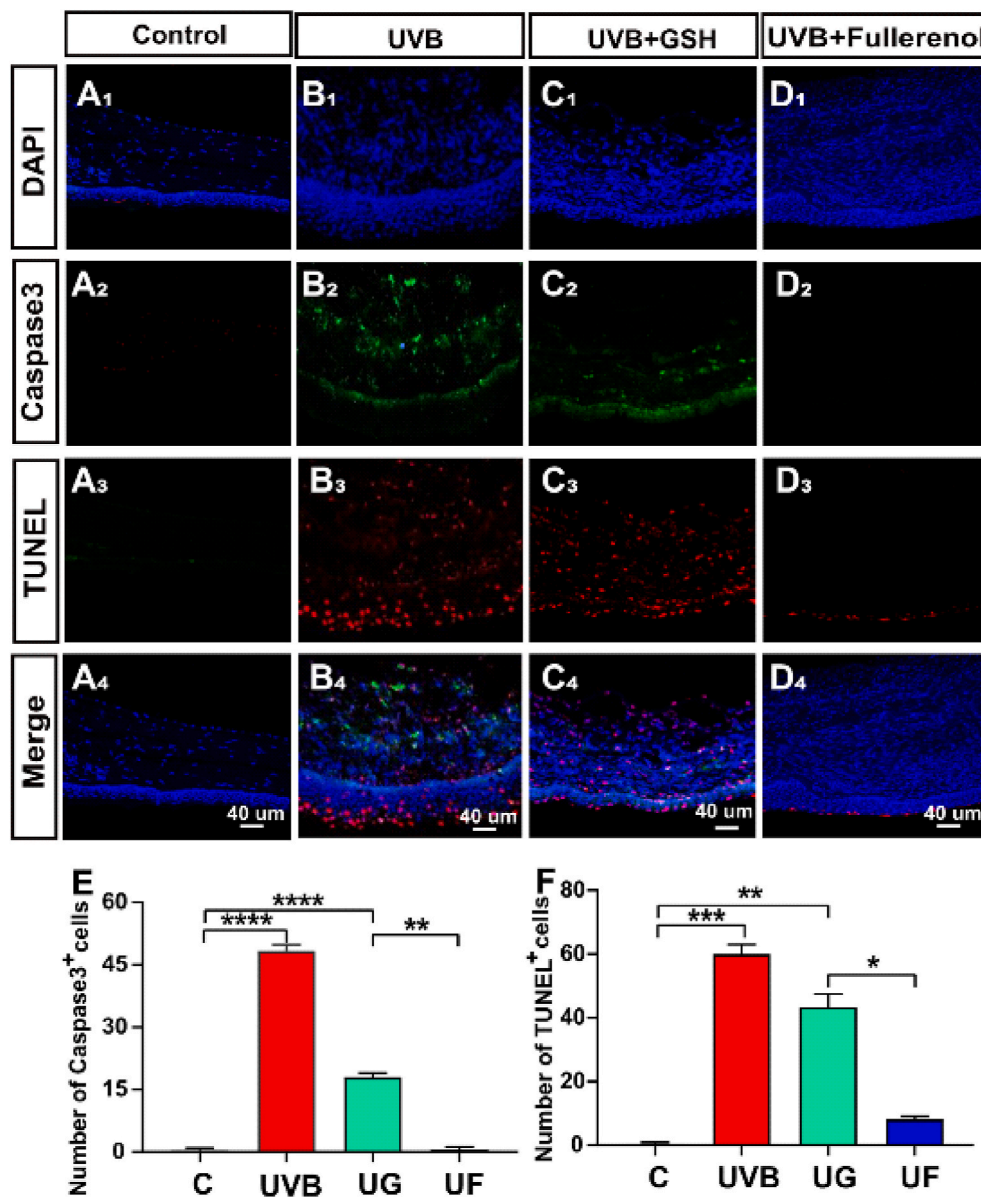 Control UVB UVB+GSH UVB+Fullerenol
DAPI A₁ B₁ C₁ D₁
Caspase3 A₂ B₂ C₂ D₂
TUNEL A₃ B₃ C₃ D₃
Merge A₄ B₄ C₄ D₄
40 um 40 um 40 um 40 um
E
Number of Caspase3⁺ cells
60
45
30
15
0
****
**** **
C UVB UG UF
F
Number of TUNEL⁺ cells
80
60
40
20
0
**
*** *
C UVB UG UF